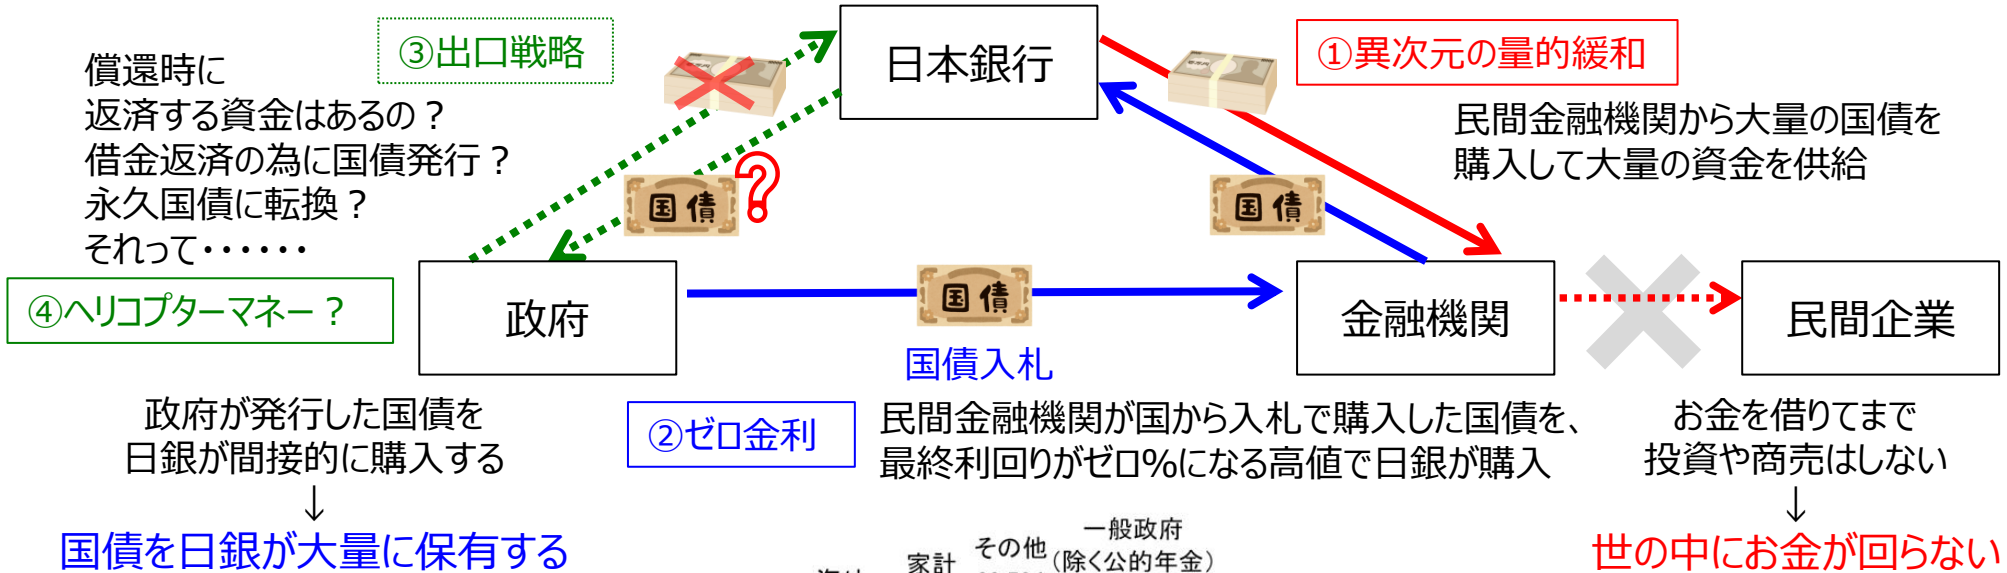 ③出口戦略
償還時に
返済する資金はあるの？
借金返済の為に国債発行？
永久国債に転換？
それって・・・・・・
④ヘリコプターマネー？
日本銀行
①異次元の量的緩和
民間金融機関から大量の国債を
購入して大量の資金を供給
国債
?
国債
政府
国債
国債入札
金融機関
民間企業
政府が発行した国債を
日銀が間接的に購入する
↓
国債を日銀が大量に保有する
②ゼロ金利
民間金融機関が国から入札で購入した国債を、
最終利回りがゼロ%になる高値で日銀が購入
お金を借りてまで
投資や商売はしない
↓
世の中にお金が回らない
家計
その他
一般政府
(除く公的年金)